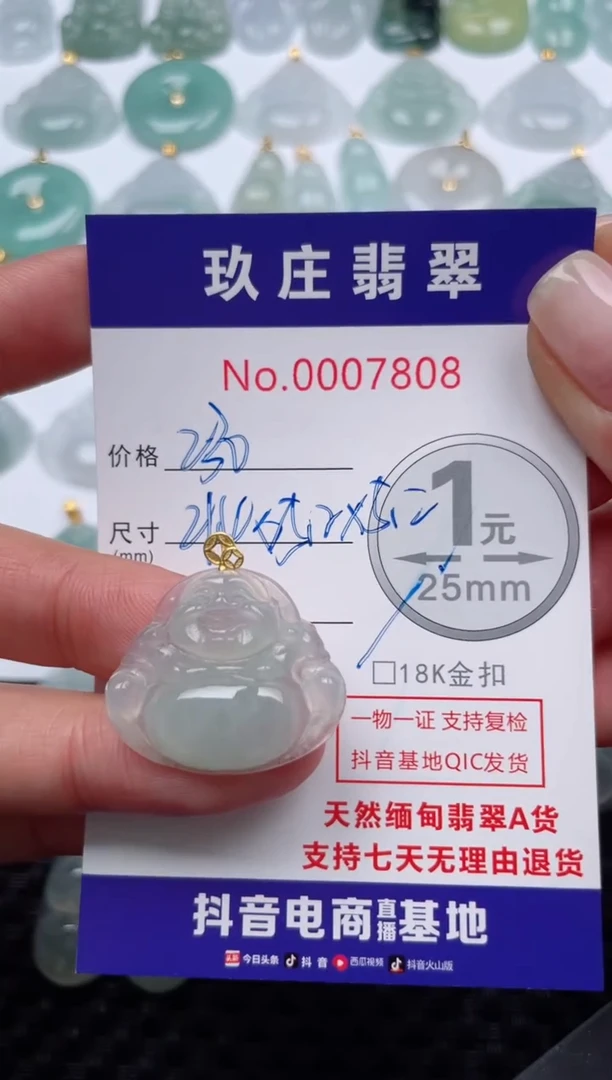 玖庄翡翠
No.0007808
价格
尺寸
(mm)
1元
25mm
□18K金扣
一物一证 支持复检
抖音基地QIC发货
天然缅甸翡翠A货
支持七天无理由退货
抖音电商直播基地
今日头条 抖音 西瓜视频 抖音火山版